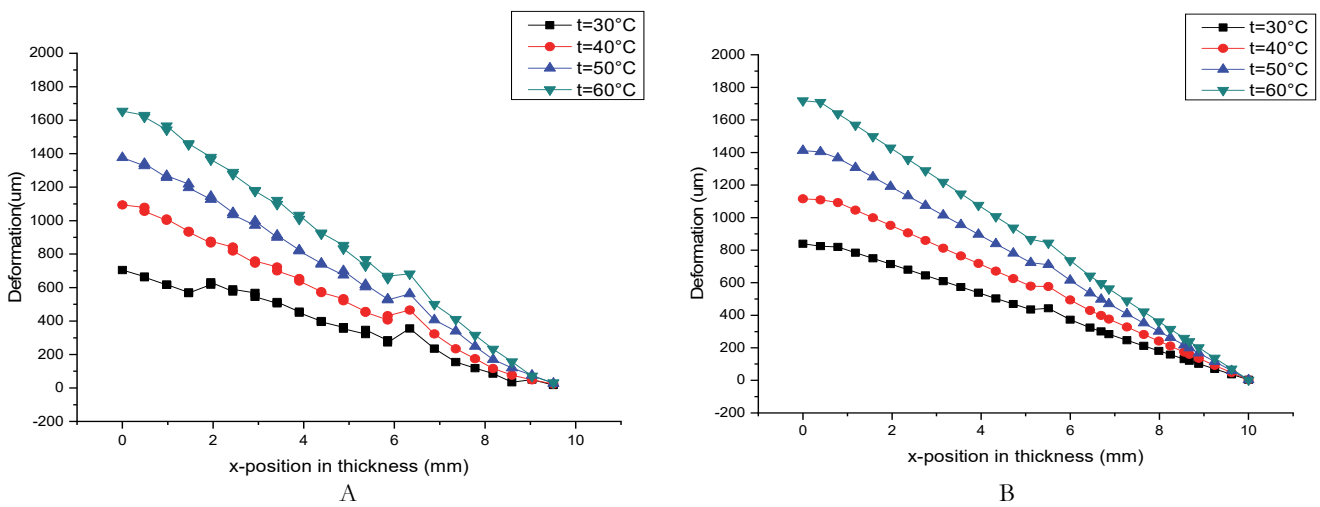 t=30°C
t=40°C
t=50°C
t=60°C
2000
1800
1600
1400
1200
1000
800
600
400
200
0
-200
Deformation(um)
0 2 4 6 8 10
x-position in thickness (mm)
A
t=30°C
t=40°C
t=50°C
t=60°C
2000
1800
1600
1400
1200
1000
800
600
400
200
0
-200
Deformation (um)
0 2 4 6 8 10
x-position in thickness (mm)
B